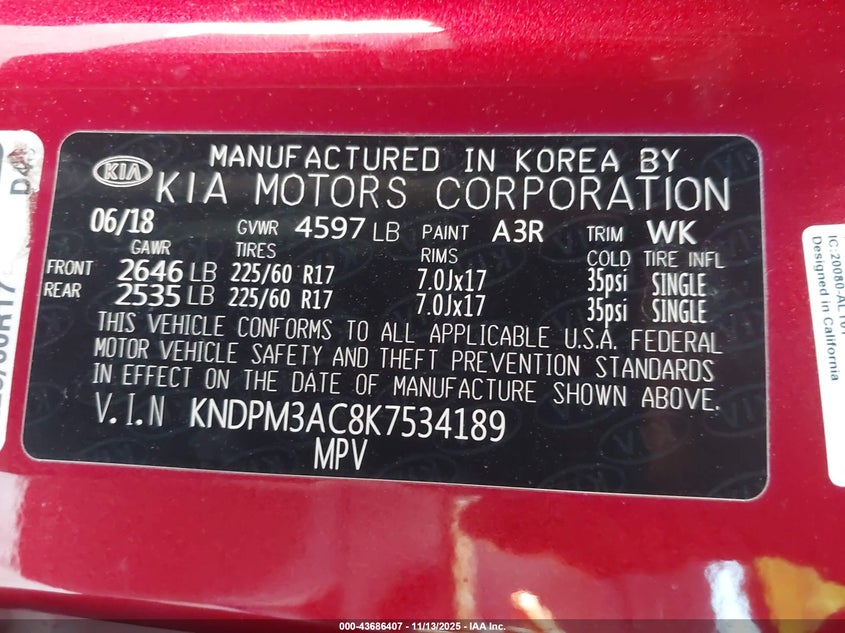 MANUFACTURED IN KOREA BY
KIA
KIA MOTORS CORPORATION
06/18 GVWR 4597 LB PAINT A3R TRIM WK
GAWR TIRES RIMS COLD TIRE INFL
FRONT 2646 LB 225/60 R17 7.0Jx17 35psi SINGLE
REAR 2535 LB 225/60 R17 7.0Jx17 35psi SINGLE
THIS VEHICLE CONFORMS TO ALL APPLICABLE U.S.A. FEDERAL
MOTOR VEHICLE SAFETY AND THEFT PREVENTION STANDARDS
IN EFFECT ON THE DATE OF MANUFACTURE SHOWN ABOVE.
V.I.N KNDPM3AC8K7534189
MPV
Designed in California
000-43686407 - 11/13/2025 - IAA Inc.